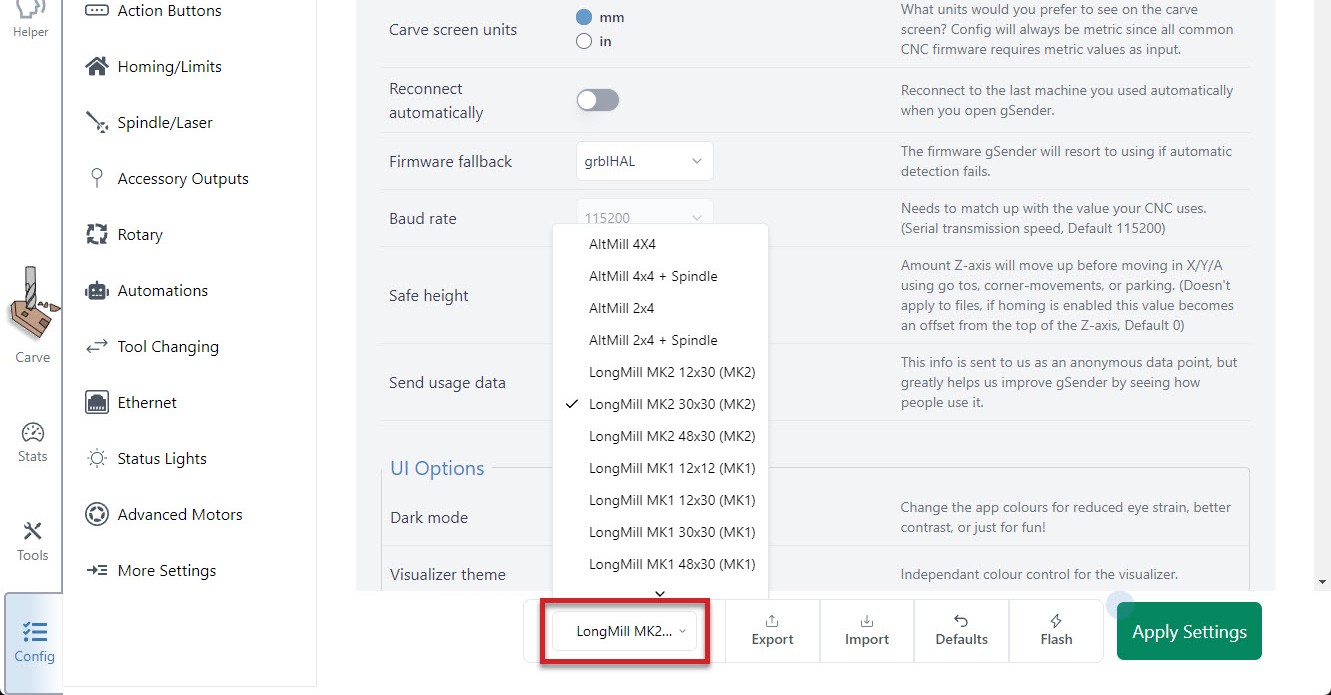 Helper
Carve
Stats
Tools
Config
Action Buttons
Homing/Limits
Spindle/Laser
Accessory Outputs
Rotary
Automations
Tool Changing
Ethernet
Status Lights
Advanced Motors
More Settings
Carve screen units
mm
in
What units would you prefer to see on the carve
screen? Config will always be metric since all common
CNC firmware requires metric values as input.
Reconnect
automatically
Reconnect to the last machine you used automatically
when you open gSender.
Firmware fallback
grblHAL
The firmware gSender will resort to using if automatic
detection fails.
Baud rate
115200
Needs to match up with the value your CNC uses.
(Serial transmission speed, Default 115200)
Safe height
Amount Z-axis will move up before moving in X/Y/A
using go tos, corner-movements, or parking. (Doesn't
apply to files, if homing is enabled this value becomes
an offset from the top of the Z-axis, Default 0)
Send usage data
This info is sent to us as an anonymous data point, but
greatly helps us improve gSender by seeing how
people use it.
UI Options
Dark mode
Change the app colours for reduced eye strain, better
contrast, or just for fun!
Visualizer theme
Independant colour control for the visualizer.
AltMill 4X4
AltMill 4x4 + Spindle
AltMill 2x4
AltMill 2x4 + Spindle
LongMill MK2 12x30 (MK2)
LongMill MK2 30x30 (MK2)
LongMill MK2 48x30 (MK2)
LongMill MK1 12x12 (MK1)
LongMill MK1 12x30 (MK1)
LongMill MK1 30x30 (MK1)
LongMill MK1 48x30 (MK1)
LongMill MK2...
Export
Import
Defaults
Flash
Apply Settings